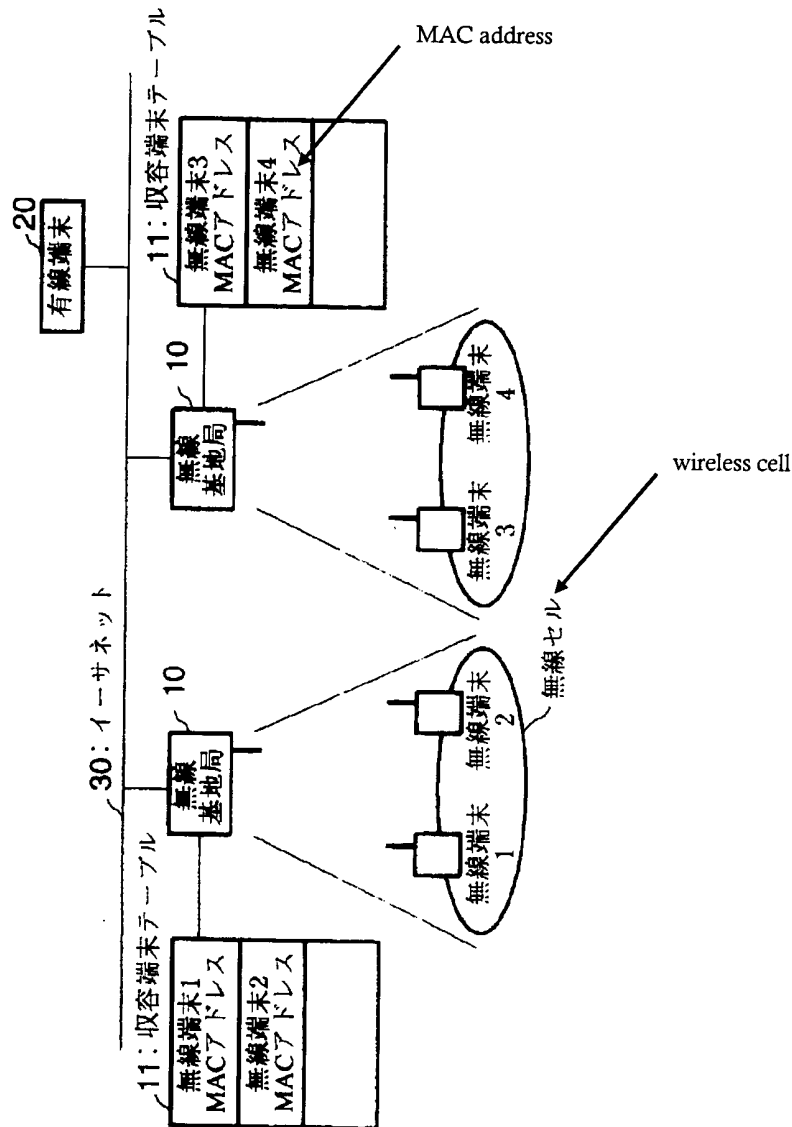 MAC address
wireless cell
20
有線端末
30:イーサネット
11:収容端末テーブル
無線端末1
MACアドレス
無線端末2
MACアドレス
10
無線
基地局
10
無線
基地局
11:収容端末テーブル
無線端末3
MACアドレス
無線端末4
MACアドレス
無線端末
1
無線端末
2
無線端末
3
無線端末
4
無線セル